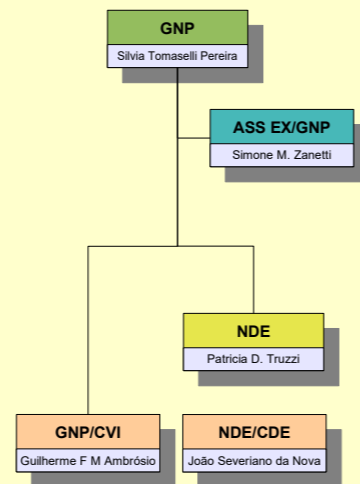 GNP
Silvia Tomaselli Pereira
ASS EX/GNP
Simone M. Zanetti
NDE
Patricia D. Truzzi
GNP/CVI
Guilherme F M Ambrósio
NDE/CDE
João Severiano da Nova